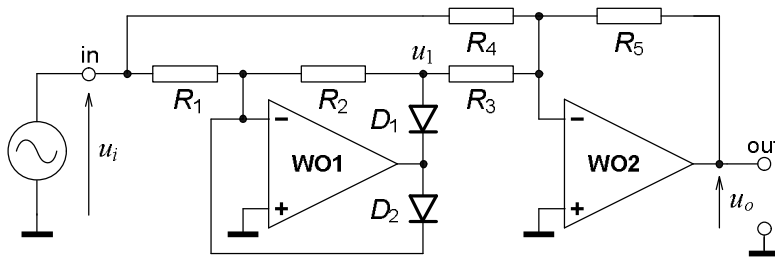 in
R4
R5
u1
R1
R2
R3
D1
ui
−
WO1
+
D2
−
WO2
+
out
uo